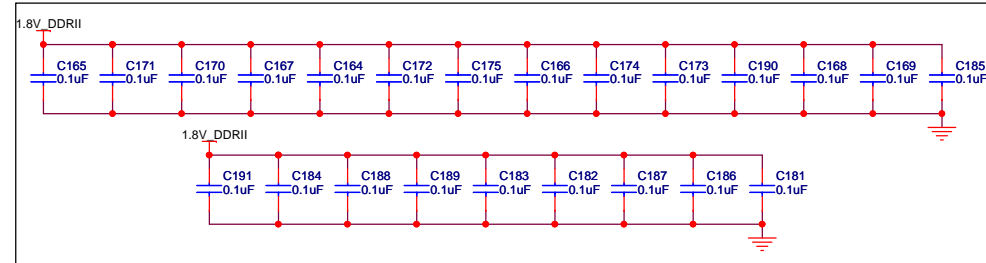 1.8V_DDRII
C165 C171 C170 C167 C164 C172 C175 C166 C174 C173 C190 C168 C169 C185
0.1uF 0.1uF 0.1uF 0.1uF 0.1uF 0.1uF 0.1uF 0.1uF 0.1uF 0.1uF 0.1uF 0.1uF 0.1uF 0.1uF
1.8V_DDRII
C191 C184 C188 C189 C183 C182 C187 C186 C181
0.1uF 0.1uF 0.1uF 0.1uF 0.1uF 0.1uF 0.1uF 0.1uF 0.1uF